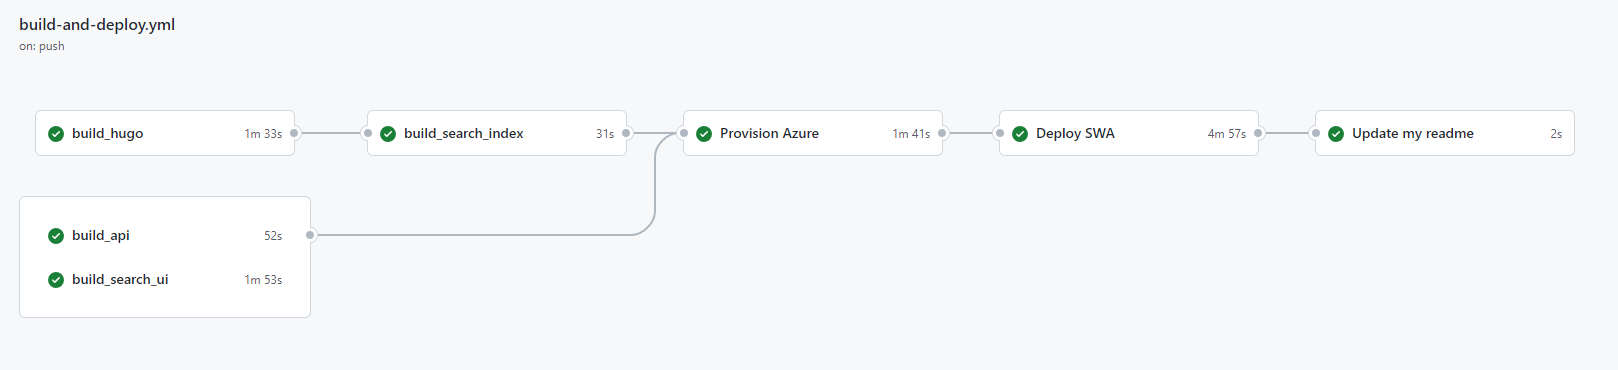 build-and-deploy.yml
on: push
build_hugo 1m 33s
build_search_index 31s
Provision Azure 1m 41s
Deploy SWA 4m 57s
Update my readme 2s
build_api 52s
build_search_ui 1m 53s